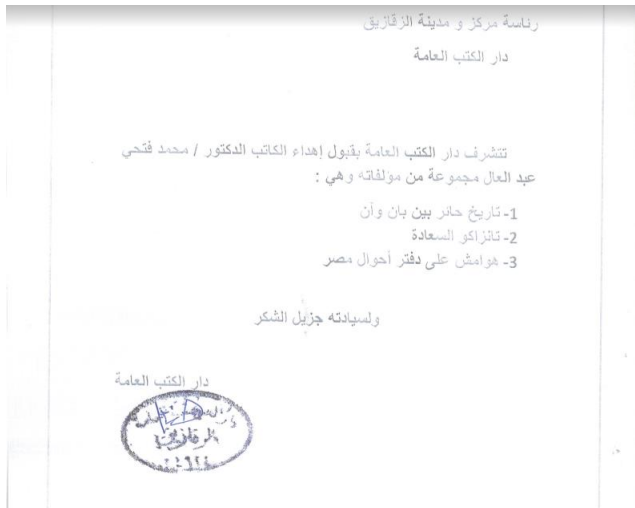 رئاسة مركز و مدينة الزقازيق
دار الكتب العامة
تتشرف دار الكتب العامة بقبول إهداء الكاتب الدكتور / محمد فتحي
عبد العال مجموعة من مؤلفاته وهي :
1- تاريخ حائر بين بان وأن
2- تانزاكو السعادة
3- هوامش على دفتر أحوال مصر
ولسيادته جزيل الشكر
دار الكتب العامة
الزقازيق